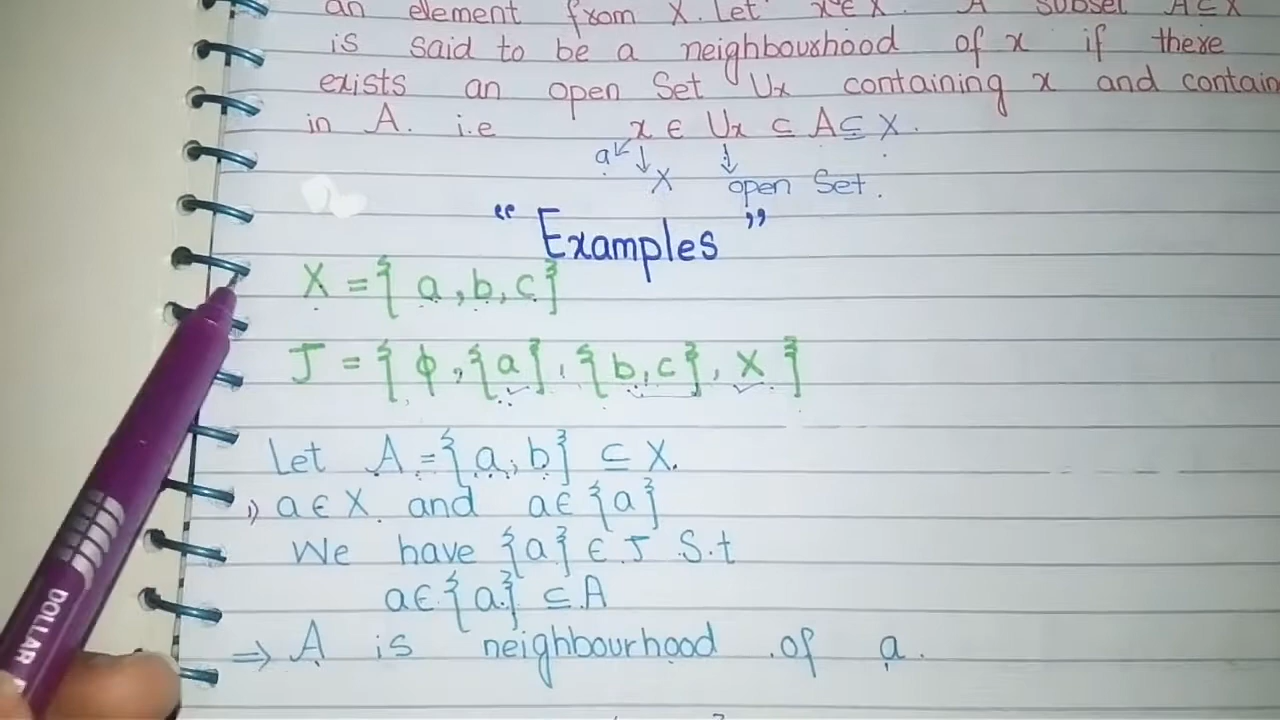 an element from X. Let x ∈ X. A subset A ⊆ X
is said to be a neighbourhood of x if there
exists an open Set Ux containing x and contain
in A. i.e x ∈ Ux ⊆ A ⊆ X.
a X open Set.
"Examples"
X = {a, b, c}
J = {ϕ, {a}, {b, c}, X}
Let A = {a, b} ⊆ X.
1) a ∈ X and a ∈ {a}
We have {a} ∈ J S.t
a ∈ {a} ⊆ A
⇒ A is neighbourhood of a.
DOLLAR